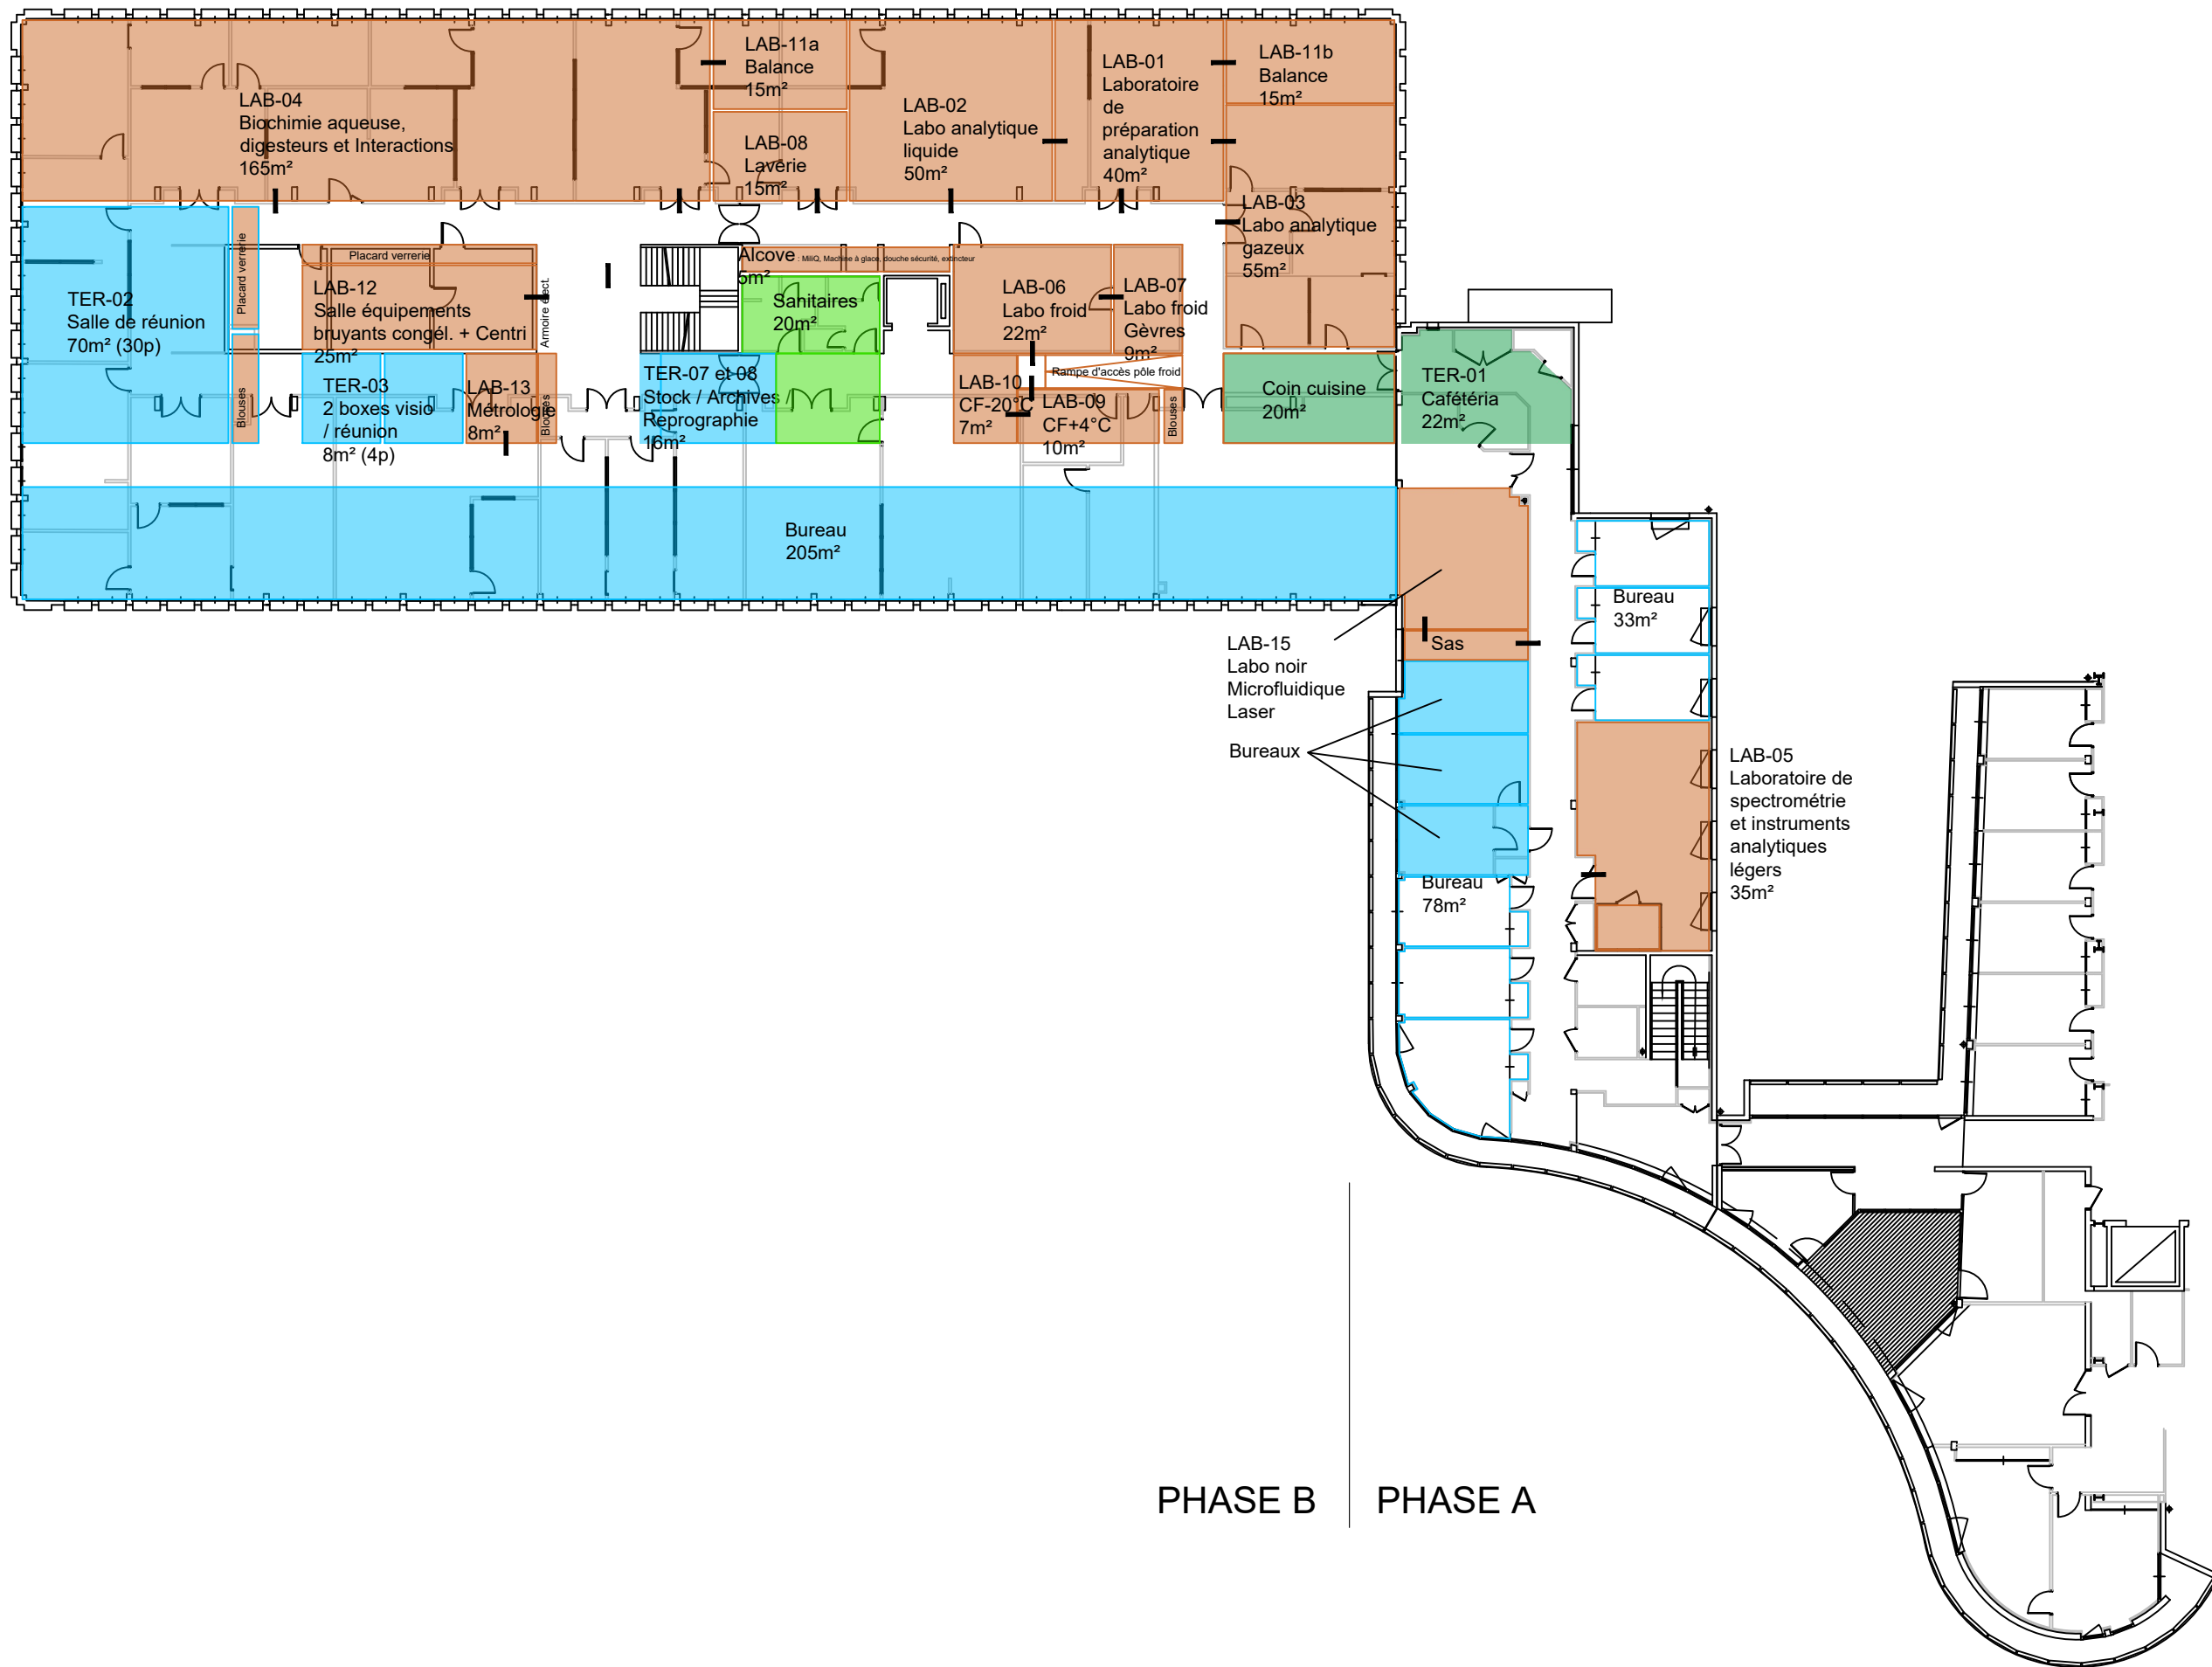 LAB-04
Biochimie aqueuse,
digesteurs et Interactions
165m²
LAB-11a
Balance
15m²
LAB-08
Laverie
15m²
LAB-02
Labo analytique
liquide
50m²
LAB-01
Laboratoire
de
préparation
analytique
40m²
LAB-11b
Balance
15m²
LAB-03
Labo analytique
gazeux
55m²
TER-02
Salle de réunion
70m² (30p)
Placard verrerie
Blouses
Placard verrerie
LAB-12
Salle équipements
bruyants congél. + Centri
25m²
Armoire élect.
TER-03
2 boxes visio
/ réunion
8m² (4p)
LAB-13
Métrologie
8m²
Blouses
Alcove : MiliQ, Machine à glace, douche sécurité, extincteur
5m²
Sanitaires
20m²
TER-07 et 08
Stock / Archives /
Reprographie
16m²
LAB-06
Labo froid
22m²
LAB-07
Labo froid
Gèvres
9m²
Rampe d'accès pôle froid
LAB-10
CF-20°C
7m²
LAB-09
CF+4°C
10m²
Blouses
Coin cuisine
20m²
TER-01
Cafétéria
22m²
Bureau
205m²
Bureau
33m²
Sas
LAB-15
Labo noir
Microfluidique
Laser
Bureaux
LAB-05
Laboratoire de
spectrométrie
et instruments
analytiques
légers
35m²
Bureau
78m²
PHASE B
PHASE A